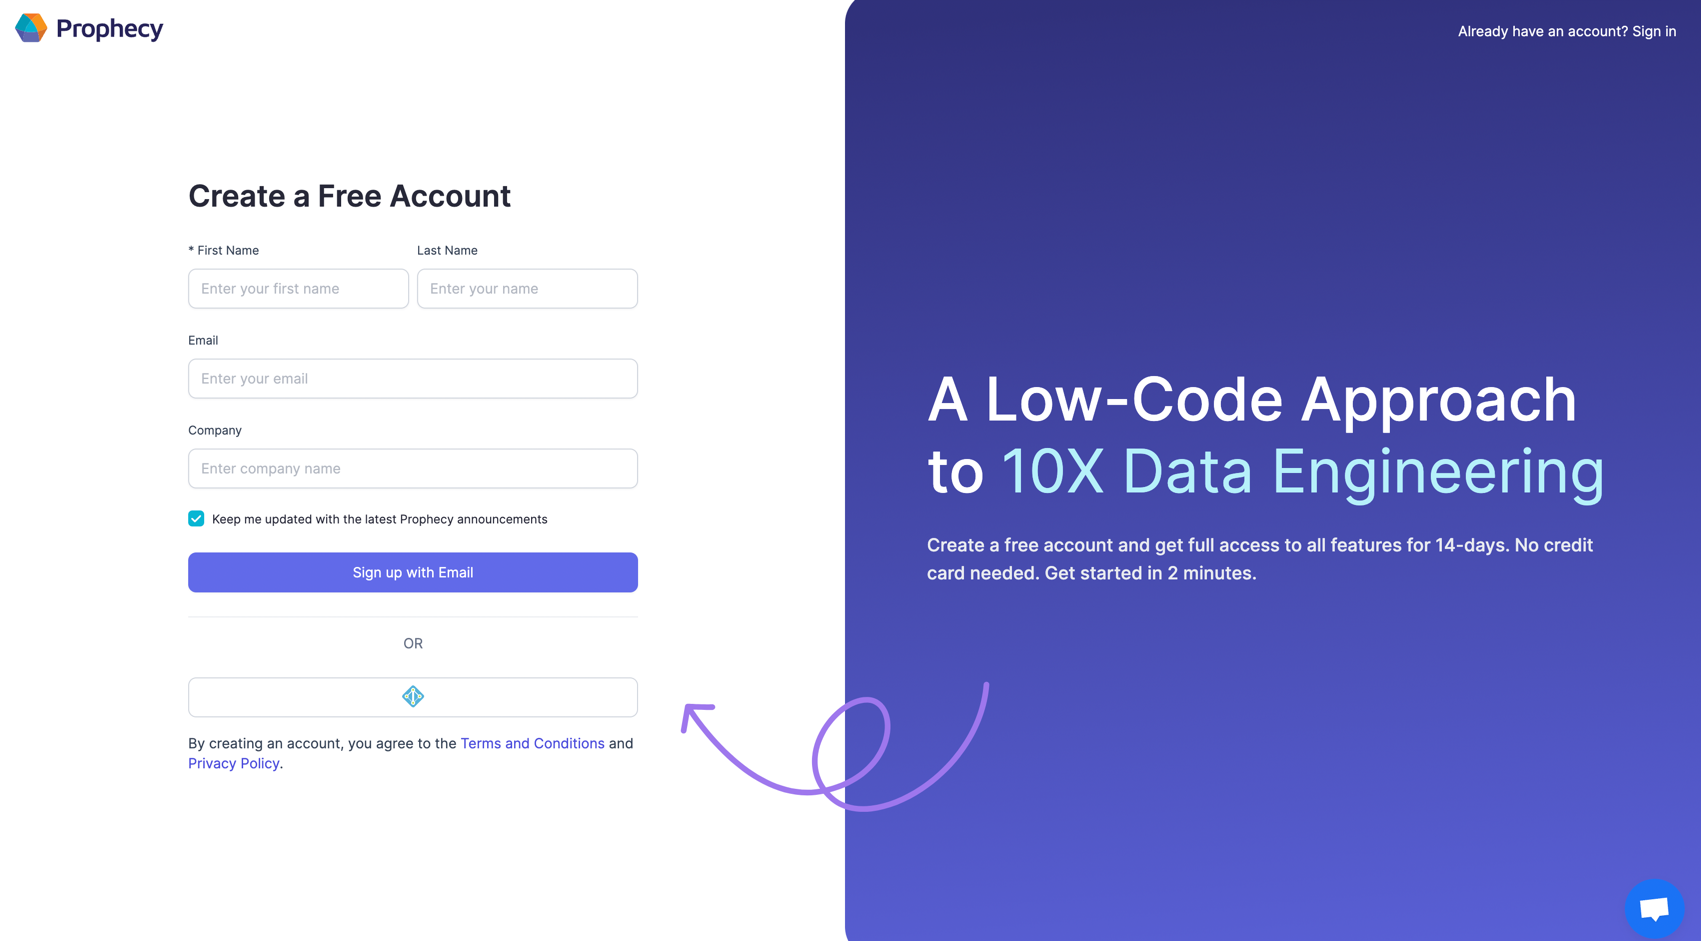 Prophecy
Already have an account? Sign in
Create a Free Account
* First Name
Last Name
Enter your first name
Enter your name
Email
Enter your email
Company
Enter company name
Keep me updated with the latest Prophecy announcements
Sign up with Email
OR
By creating an account, you agree to the Terms and Conditions and
Privacy Policy.
A Low-Code Approach
to 10X Data Engineering
Create a free account and get full access to all features for 14-days. No credit
card needed. Get started in 2 minutes.